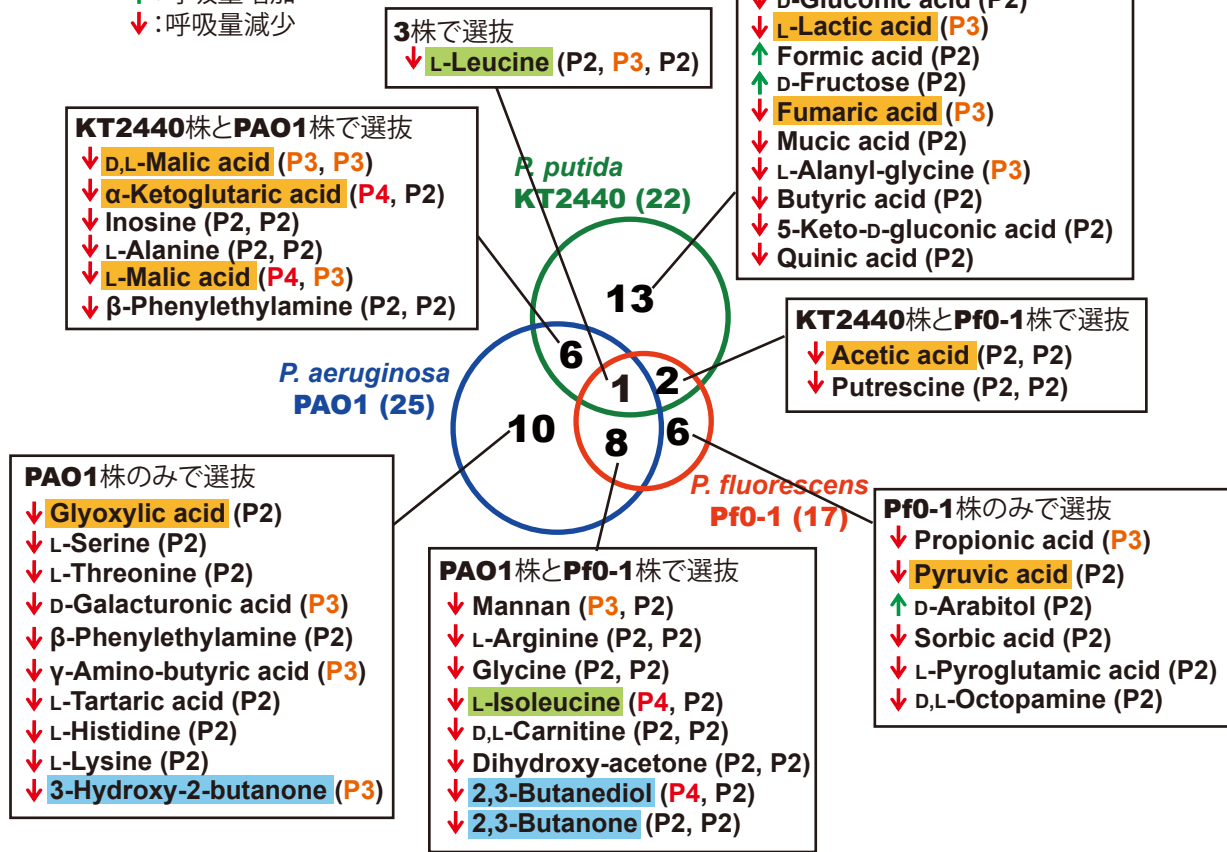 :呼吸量増加
:呼吸量減少
3株で選抜
L-Leucine (P2, P3, P2)
KT2440株とPAO1株で選抜
D,L-Malic acid (P3, P3)
α-Ketoglutaric acid (P4, P2)
Inosine (P2, P2)
L-Alanine (P2, P2)
L-Malic acid (P4, P3)
β-Phenylethylamine (P2, P2)
D-Gluconic acid (P2)
L-Lactic acid (P3)
Formic acid (P2)
D-Fructose (P2)
Fumaric acid (P3)
Mucic acid (P2)
L-Alanyl-glycine (P3)
Butyric acid (P2)
5-Keto-D-gluconic acid (P2)
Quinic acid (P2)
P. putida
KT2440 (22)
13
6
1
2
10
8
6
P. aeruginosa
PAO1 (25)
P. fluorescens
Pf0-1 (17)
KT2440株とPf0-1株で選抜
Acetic acid (P2, P2)
Putrescine (P2, P2)
PAO1株のみで選抜
Glyoxylic acid (P2)
L-Serine (P2)
L-Threonine (P2)
D-Galacturonic acid (P3)
β-Phenylethylamine (P2)
γ-Amino-butyric acid (P3)
L-Tartaric acid (P2)
L-Histidine (P2)
L-Lysine (P2)
3-Hydroxy-2-butanone (P3)
PAO1株とPf0-1株で選抜
Mannan (P3, P2)
L-Arginine (P2, P2)
Glycine (P2, P2)
L-Isoleucine (P4, P2)
D,L-Carnitine (P2, P2)
Dihydroxy-acetone (P2, P2)
2,3-Butanediol (P4, P2)
2,3-Butanone (P2, P2)
Pf0-1株のみで選抜
Propionic acid (P3)
Pyruvic acid (P2)
D-Arabitol (P2)
Sorbic acid (P2)
L-Pyroglutamic acid (P2)
D,L-Octopamine (P2)